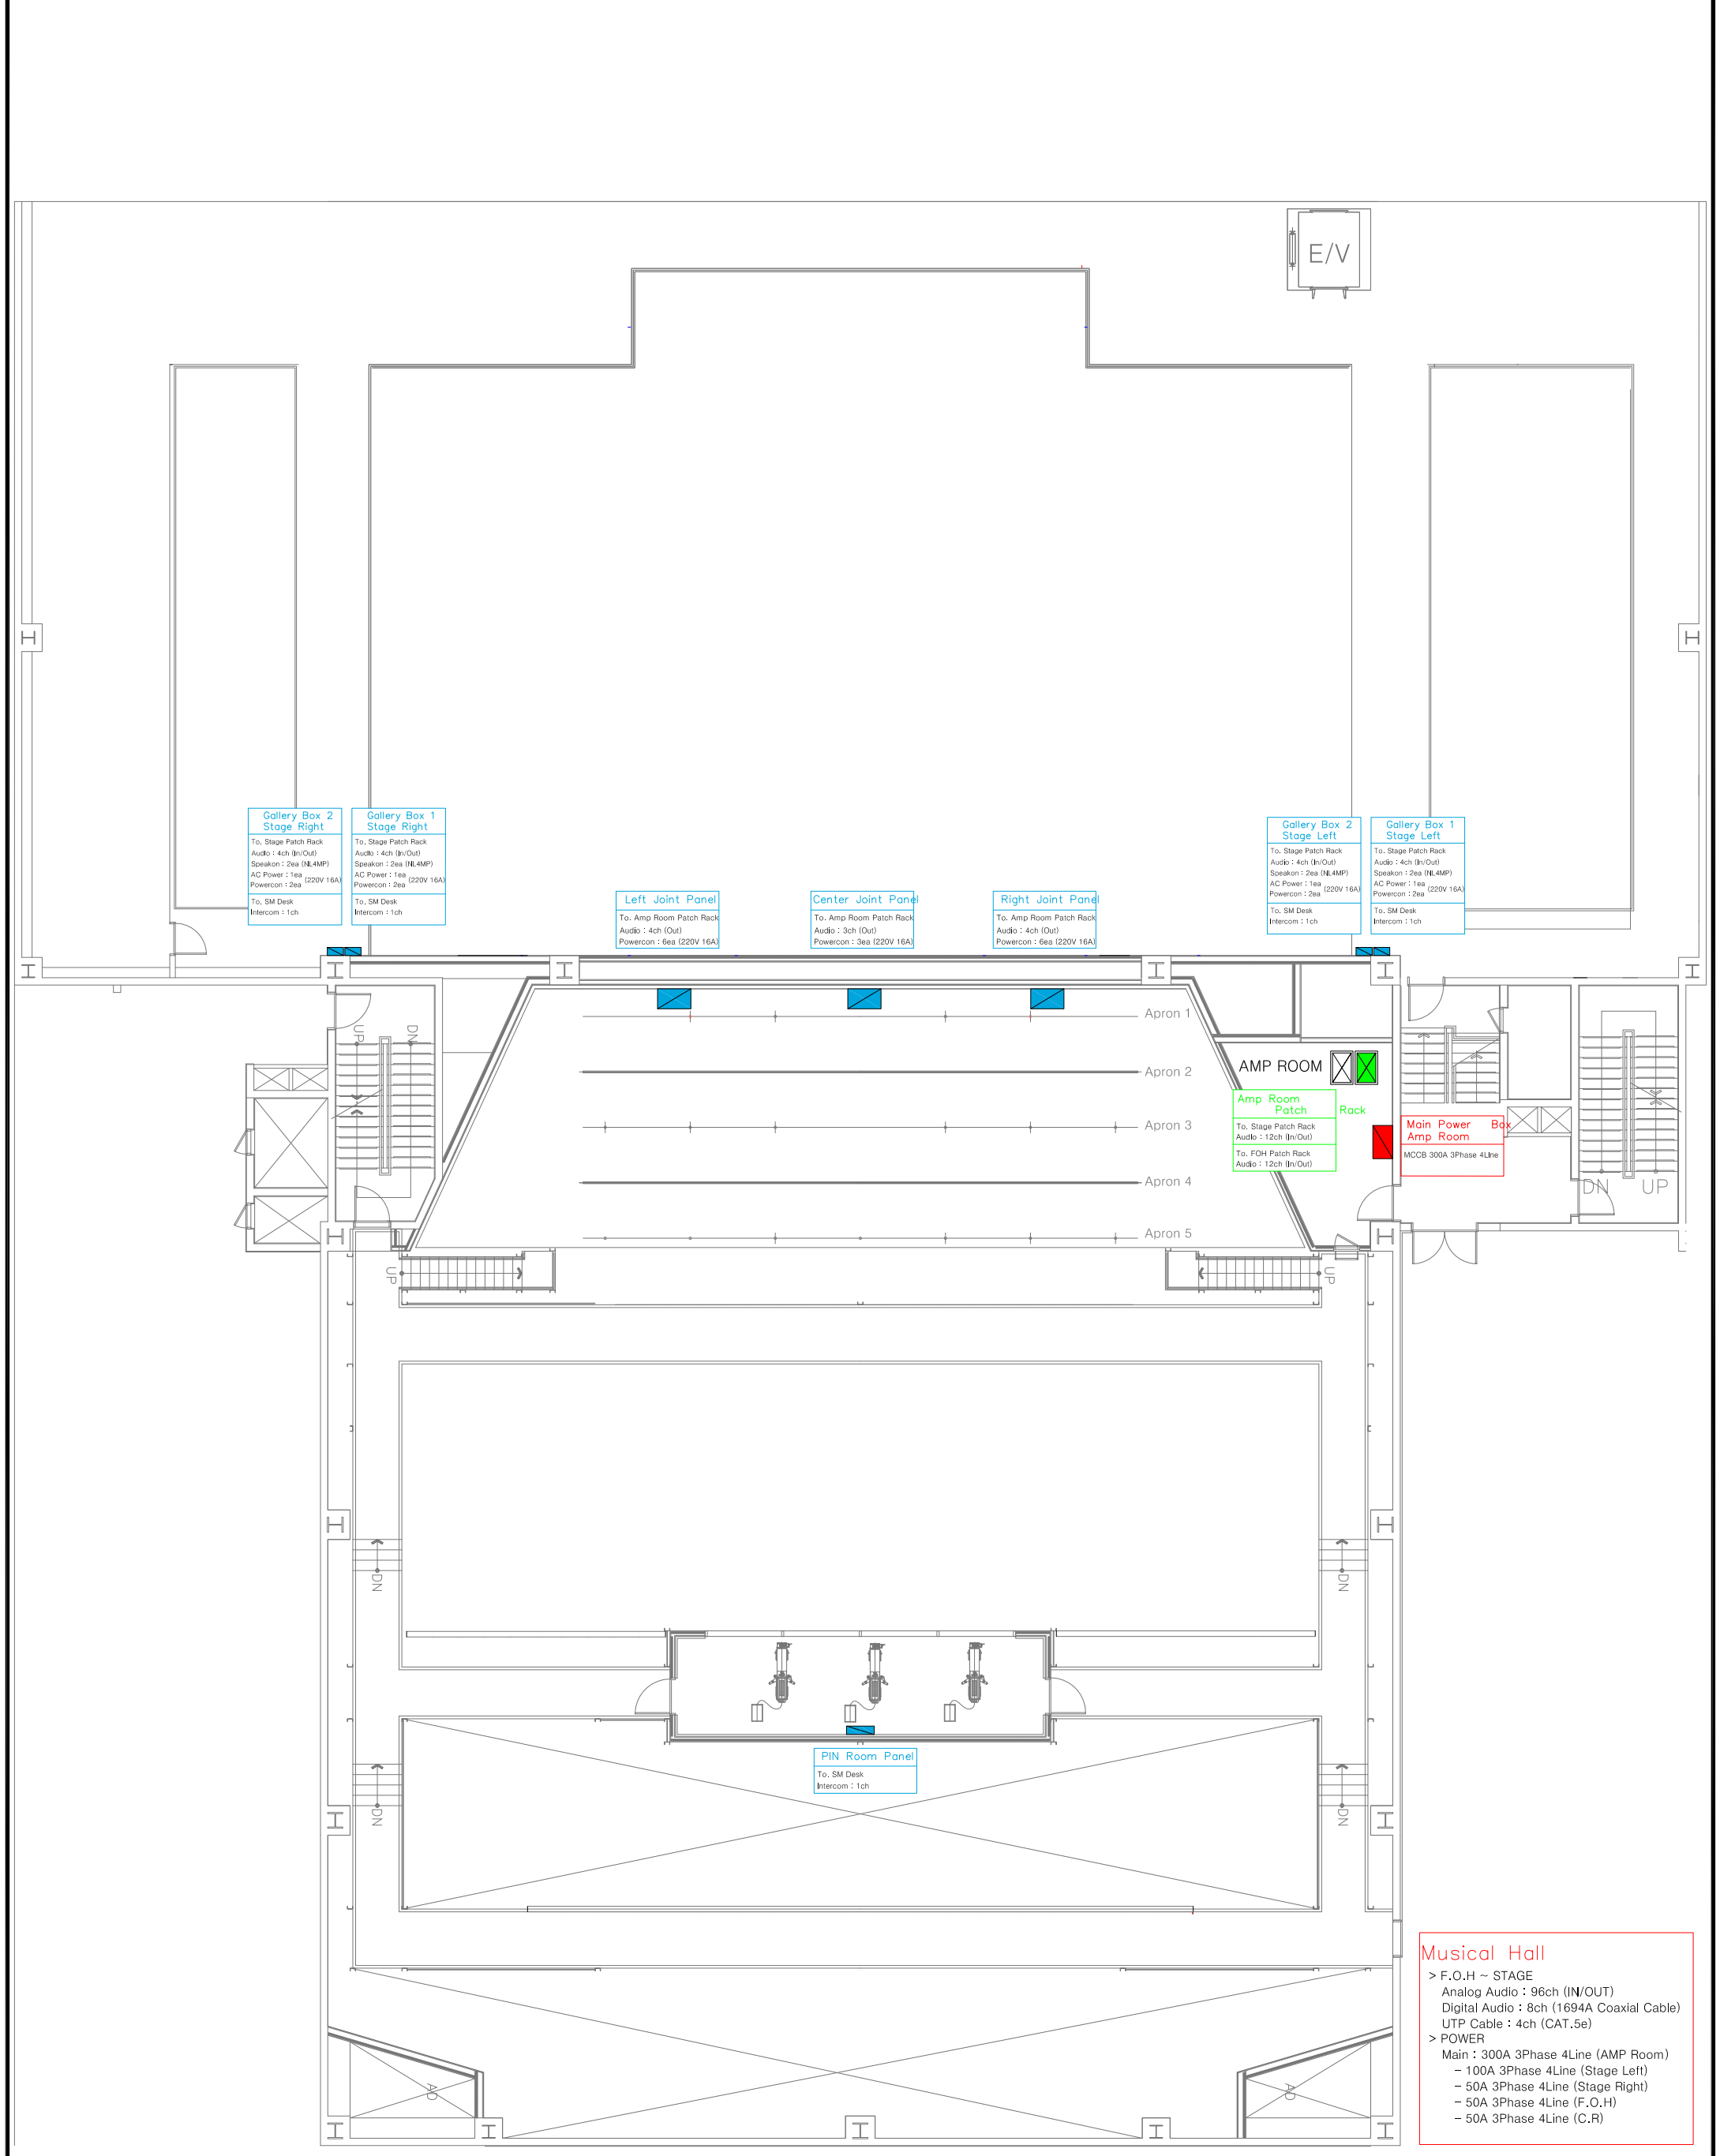 E/V
Gallery Box 2
Stage Right
To. Stage Patch Rack
Audio : 4ch (In/Out)
Speakon : 2ea (NL4MP)
AC Power : 1ea
Powercon : 2ea (220V 16A)
To. SM Desk
Intercom : 1ch
Gallery Box 1
Stage Right
To. Stage Patch Rack
Audio : 4ch (In/Out)
Speakon : 2ea (NL4MP)
AC Power : 1ea
Powercon : 2ea (220V 16A)
To. SM Desk
Intercom : 1ch
Gallery Box 2
Stage Left
To. Stage Patch Rack
Audio : 4ch (In/Out)
Speakon : 2ea (NL4MP)
AC Power : 1ea
Powercon : 2ea (220V 16A)
To. SM Desk
Intercom : 1ch
Gallery Box 1
Stage Left
To. Stage Patch Rack
Audio : 4ch (In/Out)
Speakon : 2ea (NL4MP)
AC Power : 1ea
Powercon : 2ea (220V 16A)
To. SM Desk
Intercom : 1ch
Left Joint Panel
To. Amp Room Patch Rack
Audio : 4ch (Out)
Powercon : 6ea (220V 16A)
Center Joint Panel
To. Amp Room Patch Rack
Audio : 3ch (Out)
Powercon : 3ea (220V 16A)
Right Joint Panel
To. Amp Room Patch Rack
Audio : 4ch (Out)
Powercon : 6ea (220V 16A)
UP
DN
Apron 1
Apron 2
Apron 3
Apron 4
Apron 5
AMP ROOM
Amp Room
Patch Rack
To. Stage Patch Rack
Audio : 12ch (In/Out)
To. FOH Patch Rack
Audio : 12ch (In/Out)
Main Power Box
Amp Room
MCCB 300A 3Phase 4Line
DN
UP
UP
UP
DN
DN
PIN Room Panel
To. SM Desk
Intercom : 1ch
DN
DN
AD
AD
Musical Hall
> F.O.H ~ STAGE
Analog Audio : 96ch (IN/OUT)
Digital Audio : 8ch (1694A Coaxial Cable)
UTP Cable : 4ch (CAT.5e)
> POWER
Main : 300A 3Phase 4Line (AMP Room)
- 100A 3Phase 4Line (Stage Left)
- 50A 3Phase 4Line (Stage Right)
- 50A 3Phase 4Line (F.O.H)
- 50A 3Phase 4Line (C.R)